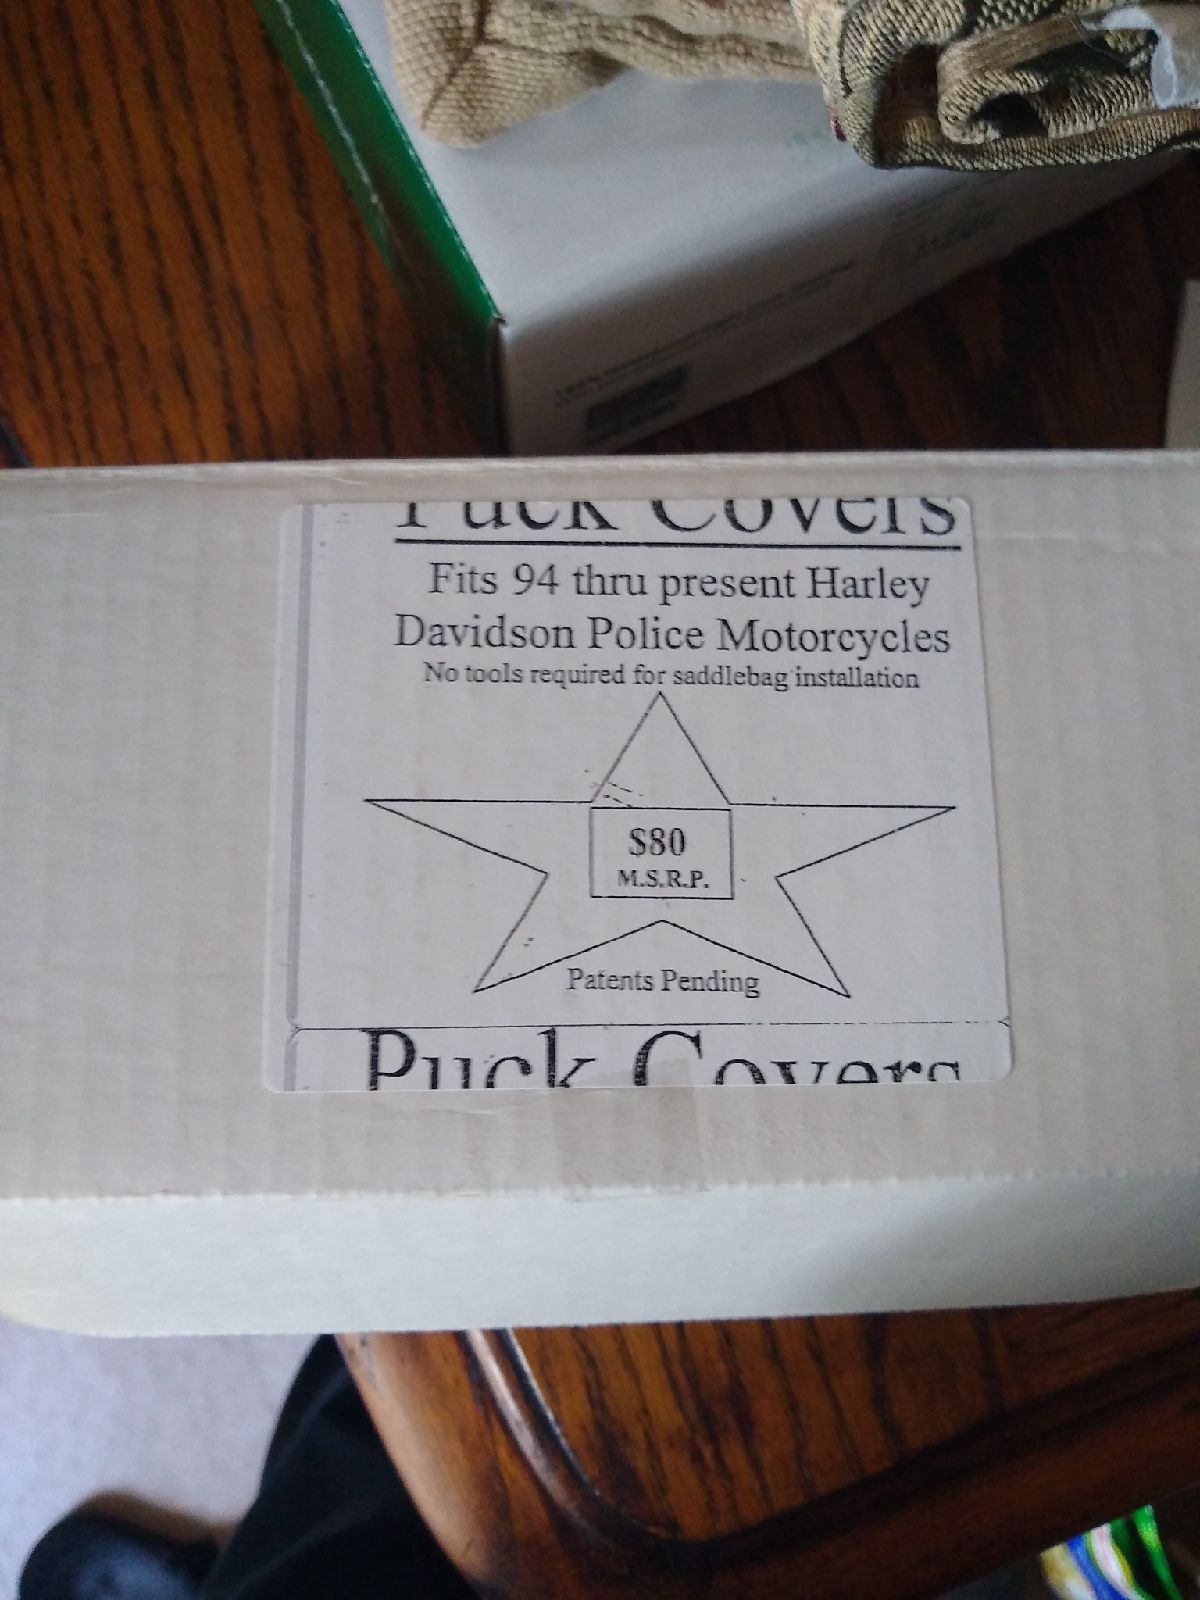 Puck Covers
Fits 94 thru present Harley
Davidson Police Motorcycles
No tools required for saddlebag installation
$80
M.S.R.P.
Patents Pending
Puck Covers